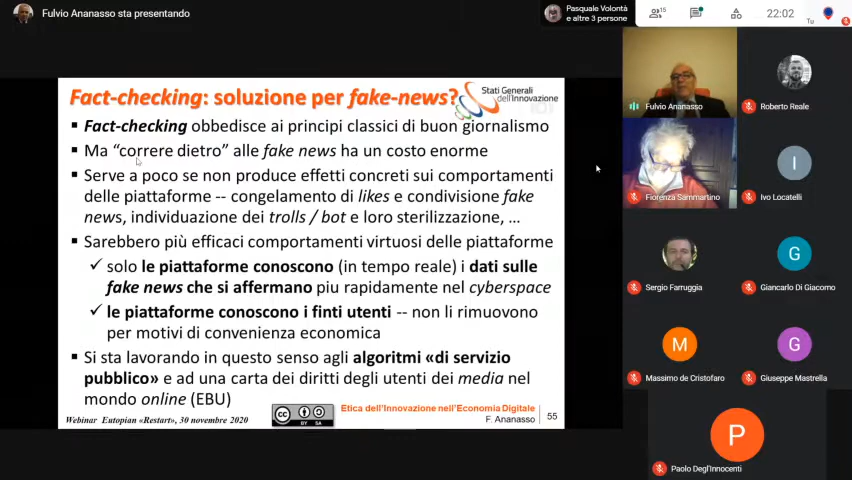 Fulvio Ananasso sta presentando
Pasquale Volontà
e altre 3 persone
15
22:02
Tu
Fact-checking: soluzione per fake-news?
Stati Generali
dell'Innovazione
▪ Fact-checking obbedisce ai principi classici di buon giornalismo
▪ Ma “correre dietro” alle fake news ha un costo enorme
▪ Serve a poco se non produce effetti concreti sui comportamenti
delle piattaforme -- congelamento di likes e condivisione fake
news, individuazione dei trolls / bot e loro sterilizzazione, …
▪ Sarebbero più efficaci comportamenti virtuosi delle piattaforme
✓ solo le piattaforme conoscono (in tempo reale) i dati sulle
fake news che si affermano piu rapidamente nel cyberspace
✓ le piattaforme conoscono i finti utenti -- non li rimuovono
per motivi di convenienza economica
▪ Si sta lavorando in questo senso agli algoritmi «di servizio
pubblico» e ad una carta dei diritti degli utenti dei media nel
mondo online (EBU)
Webinar Eutopian «Restart», 30 novembre 2020
cc
BY SA
Etica dell'Innovazione nell'Economia Digitale
F. Ananasso
55
Fulvio Ananasso
Roberto Reale
Fiorenza Sammartino
I
Ivo Locatelli
Sergio Farruggia
G
Giancarlo Di Giacomo
M
Massimo de Cristofaro
G
Giuseppe Mastrella
P
Paolo Degl'Innocenti